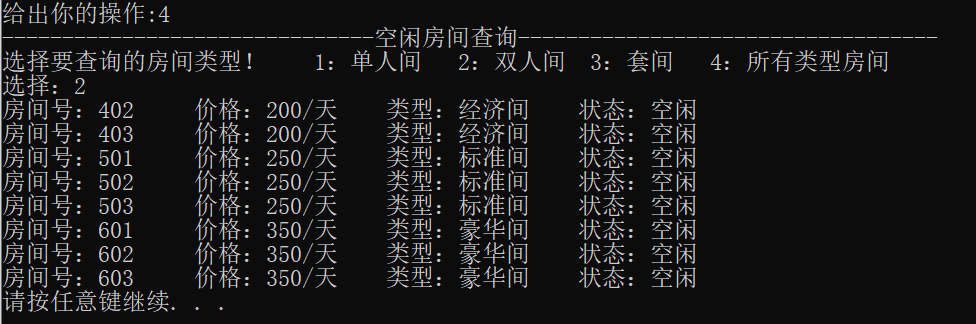 给出你的操作:4
-------------------------------空闲房间查询-----------------------------------
选择要查询的房间类型!    1: 单人间   2: 双人间  3: 套间   4: 所有类型房间
选择: 2
房间号: 402     价格: 200/天    类型: 经济间    状态: 空闲
房间号: 403     价格: 200/天    类型: 经济间    状态: 空闲
房间号: 501     价格: 250/天    类型: 标准间    状态: 空闲
房间号: 502     价格: 250/天    类型: 标准间    状态: 空闲
房间号: 503     价格: 250/天    类型: 标准间    状态: 空闲
房间号: 601     价格: 350/天    类型: 豪华间    状态: 空闲
房间号: 602     价格: 350/天    类型: 豪华间    状态: 空闲
房间号: 603     价格: 350/天    类型: 豪华间    状态: 空闲
请按任意键继续. . .